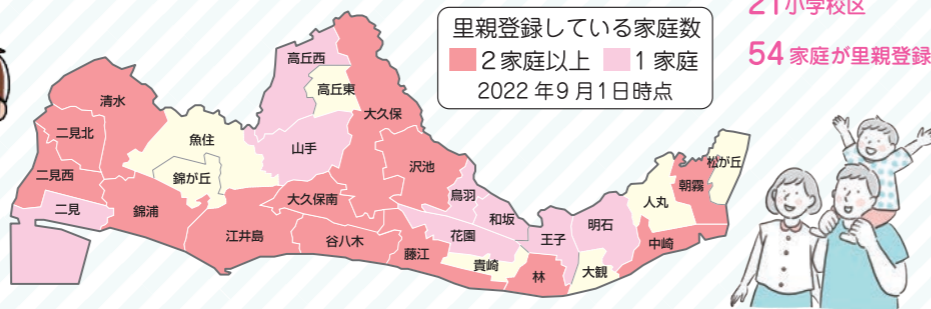 21小学校区
54家庭が里親登録
里親登録している家庭数
2家庭以上 1家庭
2022年9月1日時点
清水
二見北
二見西
二見
魚住
錦が丘
錦浦
高丘西
高丘東
大久保
山手
大久保南
江井島
谷八木
沢池
鳥羽
和坂
花園
藤江
貴崎
林
王子
明石
大観
人丸
中崎
朝霧
松が丘